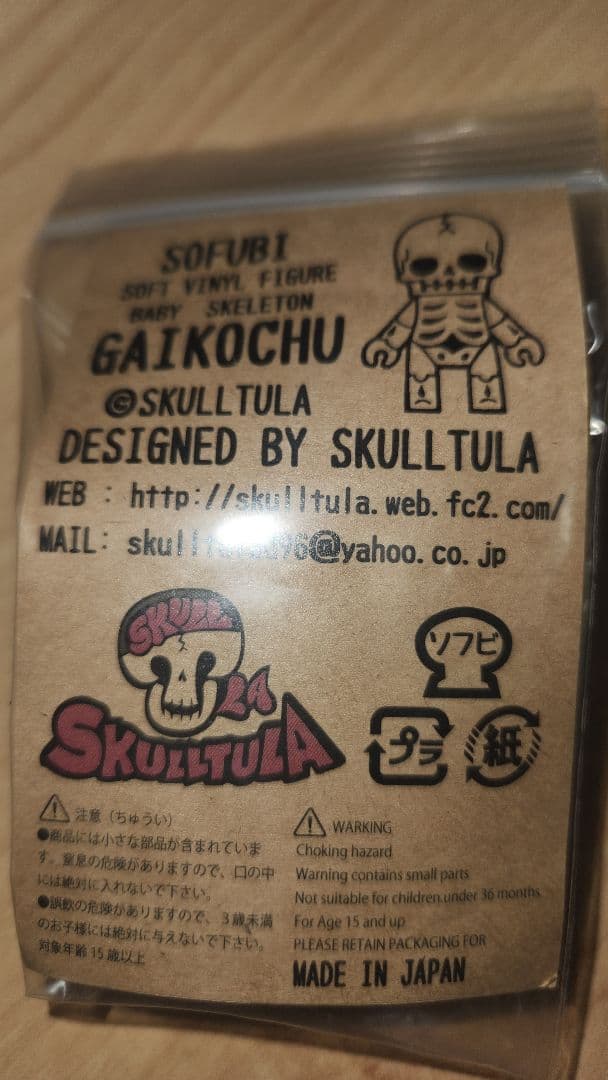 SOFUBI
SOFT VINYL FIGURE
BABY SKELETON
GAIKOCHU
©SKULLTULA
DESIGNED BY SKULLTULA
WEB : http://skulltula.web.fc2.com/
MAIL:
SKULL
LA
SKULLTULA
ソフビ
プラ
紙
注意（ちゅうい）
●商品には小さな部品が含まれていま
す。窒息の危険がありますので、口の中
には絶対に入れないで下さい。
●誤飲の危険がありますので、３歳未満
のお子様には絶対に与えないで下さい。
対象年齢15歳以上
WARKING
Choking hazard
Warning contains small parts
Not suitable for children under 36 months
For Age 15 and up
PLEASE RETAIN PACKAGING FOR
MADE IN JAPAN